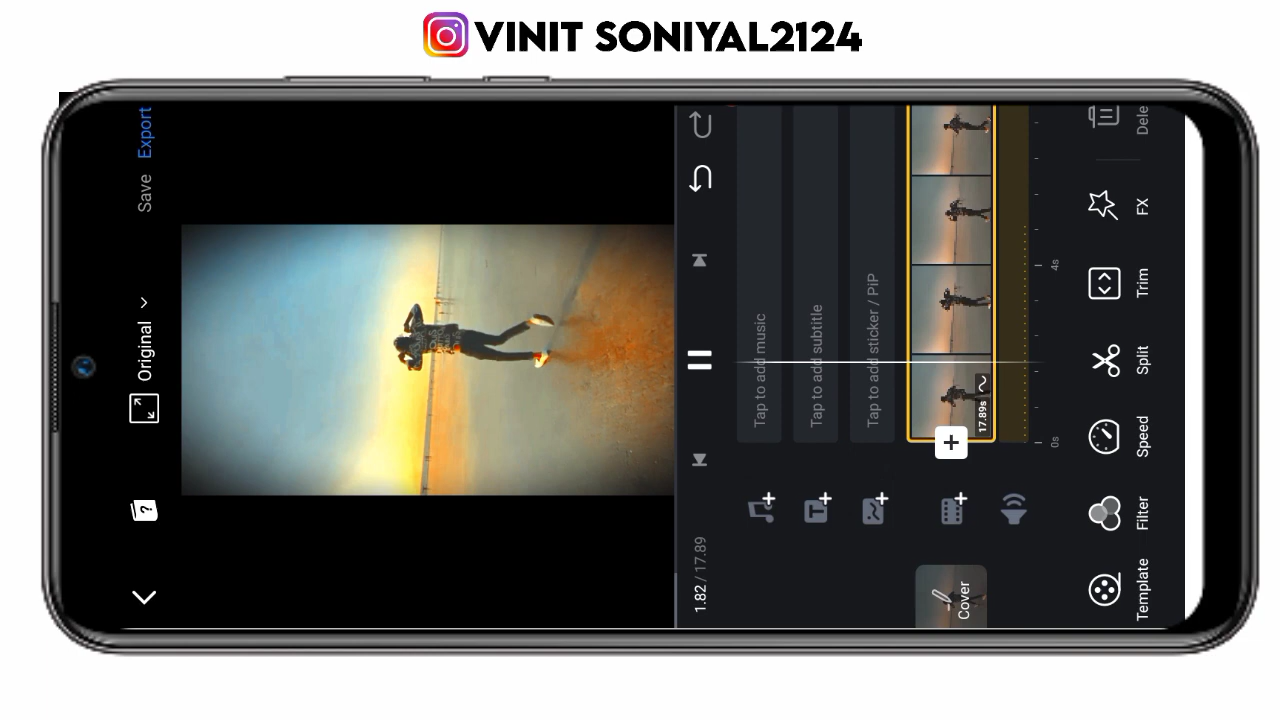 VINIT SONIYAL2124
Original
Save
Export
1.82 / 17.89
Tap to add music
Tap to add subtitle
Tap to add sticker / PiP
Cover
17.89s
0s
4s
Template
Filter
Speed
Split
Trim
FX
Dele